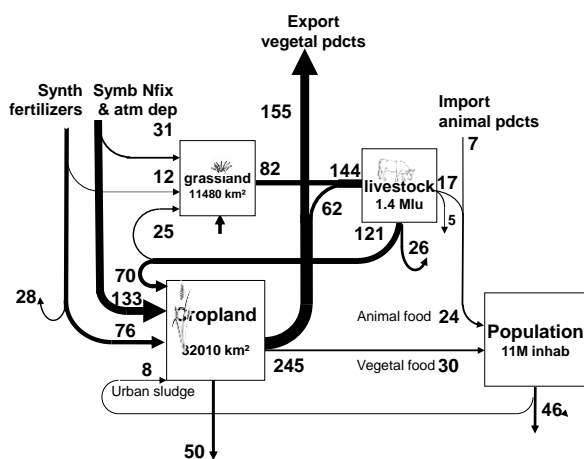 Export
vegetal pdcts
Synth
fertilizers
Symb Nfix
& atm dep
Import
animal pdcts
155
7
31
12
25
grassland
11480 km²
82
144
62
livestock
1.4 Mlu
17
5
121
26
70
28
133
76
8
Cropland
32010 km²
245
Urban sludge
50
Animal food 24
Vegetal food 30
Population
11M inhab
46